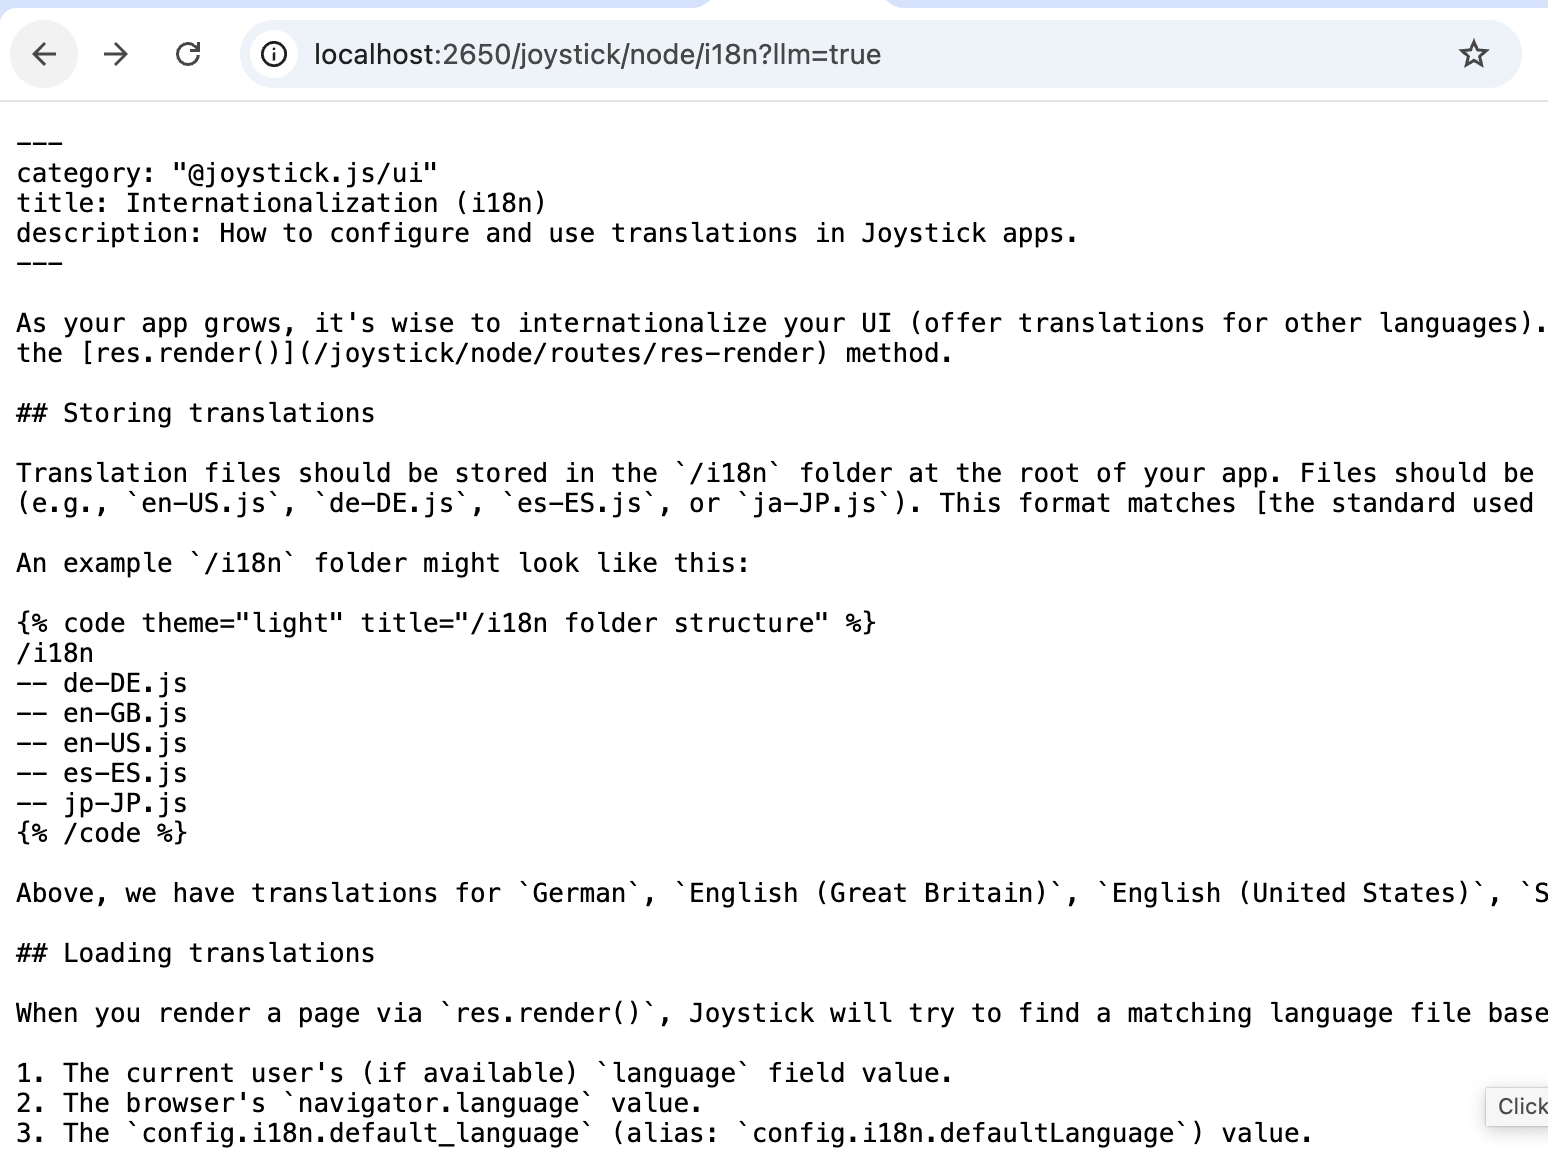 localhost:2650/joystick/node/i18n?llm=true
---
category: "@joystick.js/ui"
title: Internationalization (i18n)
description: How to configure and use translations in Joystick apps.
---
As your app grows, it's wise to internationalize your UI (offer translations for other languages).
the [res.render()](/joystick/node/routes/res-render) method.
## Storing translations
Translation files should be stored in the `/i18n` folder at the root of your app. Files should be
(e.g., `en-US.js`, `de-DE.js`, `es-ES.js`, or `ja-JP.js`). This format matches [the standard used
An example `/i18n` folder might look like this:
{% code theme="light" title="/i18n folder structure" %}
/i18n
-- de-DE.js
-- en-GB.js
-- en-US.js
-- es-ES.js
-- jp-JP.js
{% /code %}
Above, we have translations for `German`, `English (Great Britain)`, `English (United States)`, `S
## Loading translations
When you render a page via `res.render()`, Joystick will try to find a matching language file base
1. The current user's (if available) `language` field value.
2. The browser's `navigator.language` value.
Click
3. The `config.i18n.default_language` (alias: `config.i18n.defaultLanguage`) value.